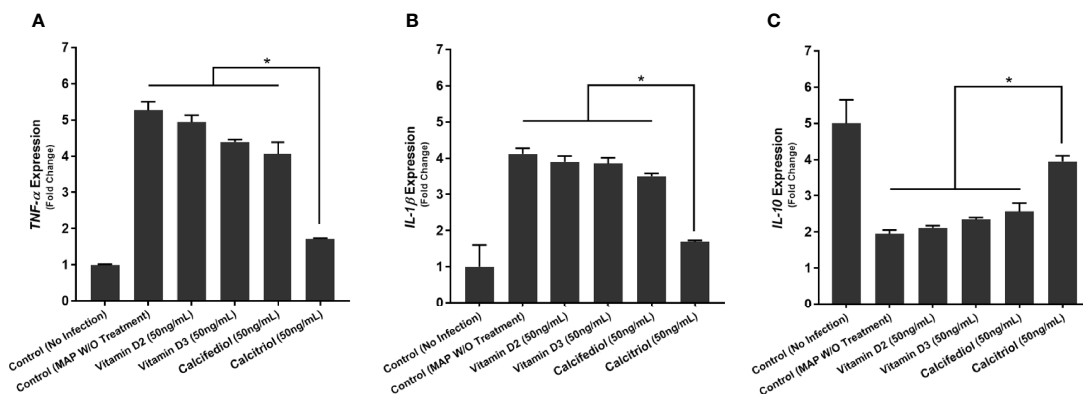 A
TNF-α Expression
(Fold Change)
7
6
5
4
3
2
1
0
*
Control (No Infection)
Control (MAP W/O Treatment)
Vitamin D2 (50ng/mL)
Vitamin D3 (50ng/mL)
Calcifediol (50ng/mL)
Calcitriol (50ng/mL)
B
IL-1β Expression
(Fold Change)
7
6
5
4
3
2
1
0
*
Control (No Infection)
Control (MAP W/O Treatment)
Vitamin D2 (50ng/mL)
Vitamin D3 (50ng/mL)
Calcifediol (50ng/mL)
Calcitriol (50ng/mL)
C
IL-10 Expression
(Fold Change)
7
6
5
4
3
2
1
0
*
Control (No Infection)
Control (MAP W/O Treatment)
Vitamin D2 (50ng/mL)
Vitamin D3 (50ng/mL)
Calcifediol (50ng/mL)
Calcitriol (50ng/mL)